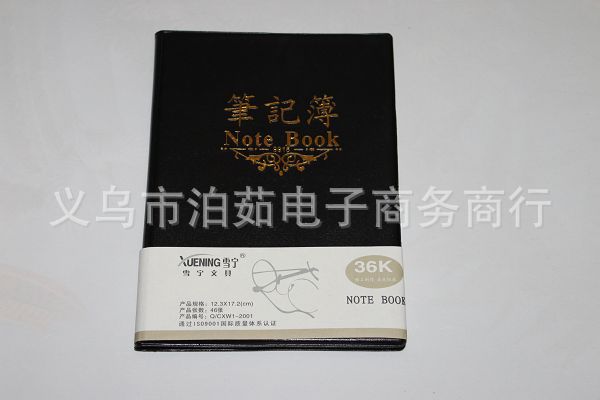 筆記簿
Note Book
义乌市泊茹电子商务商行
XUENING雪宁®
雪宁文具
36K
NOTE BOOK
产品规格：12.3X17.2(cm)
产品张数：46张
产品编号：Q/CXW1-2001
通过ISO9001国际质量体系认证